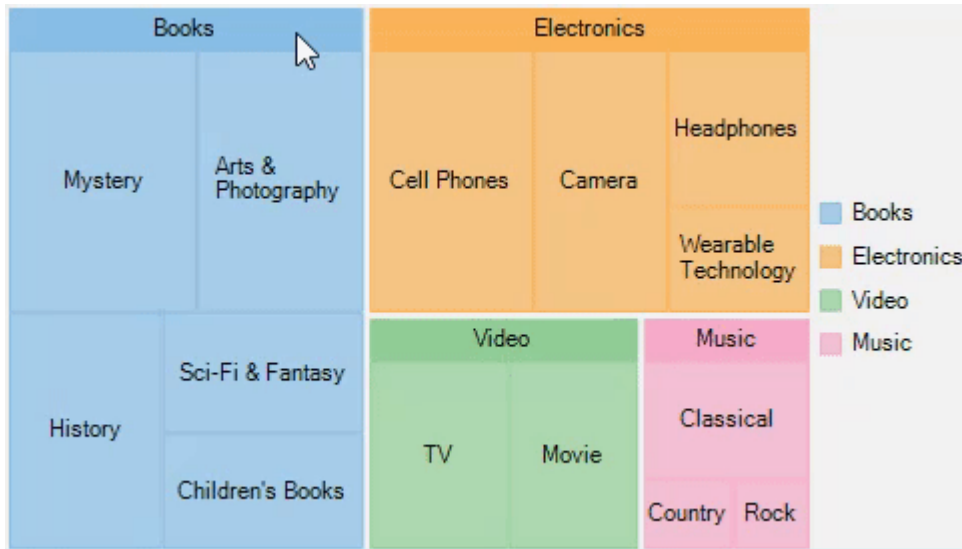 Books
Mystery
Arts &
Photography
History
Sci-Fi & Fantasy
Children's Books
Electronics
Cell Phones
Camera
Headphones
Wearable
Technology
Video
TV
Movie
Music
Classical
Country
Rock
Books
Electronics
Video
Music